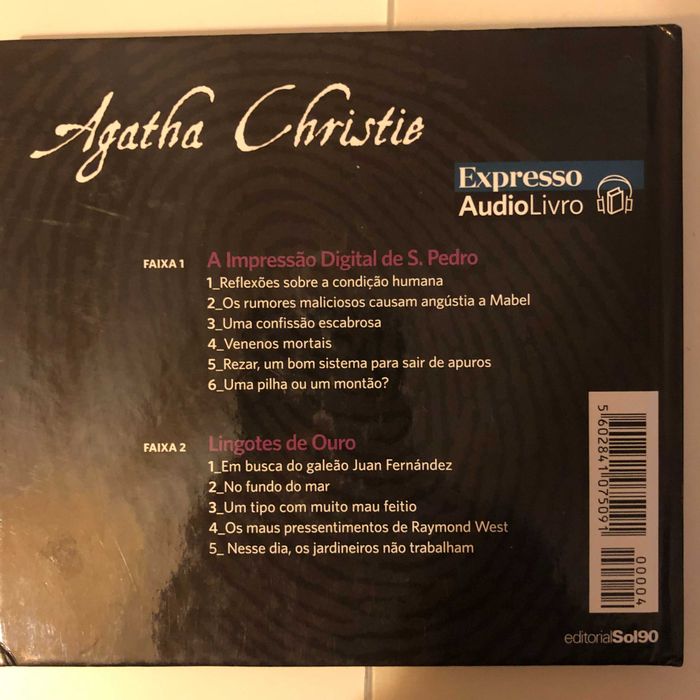 Agatha Christie
Expresso
AudioLivro
FAIXA 1 A Impressão Digital de S. Pedro
1_Reflexões sobre a condição humana
2_Os rumores maliciosos causam angústia a Mabel
3_Uma confissão escabrosa
4_Venenos mortais
5_Rezar, um bom sistema para sair de apuros
6_Uma pilha ou um montão?
FAIXA 2 Lingotes de Ouro
1_Em busca do galeão Juan Fernández
2_No fundo do mar
3_Um tipo com muito mau feitio
4_Os maus pressentimentos de Raymond West
5_ Nesse dia, os jardineiros não trabalham
5602841075091
00004
editorialSol90